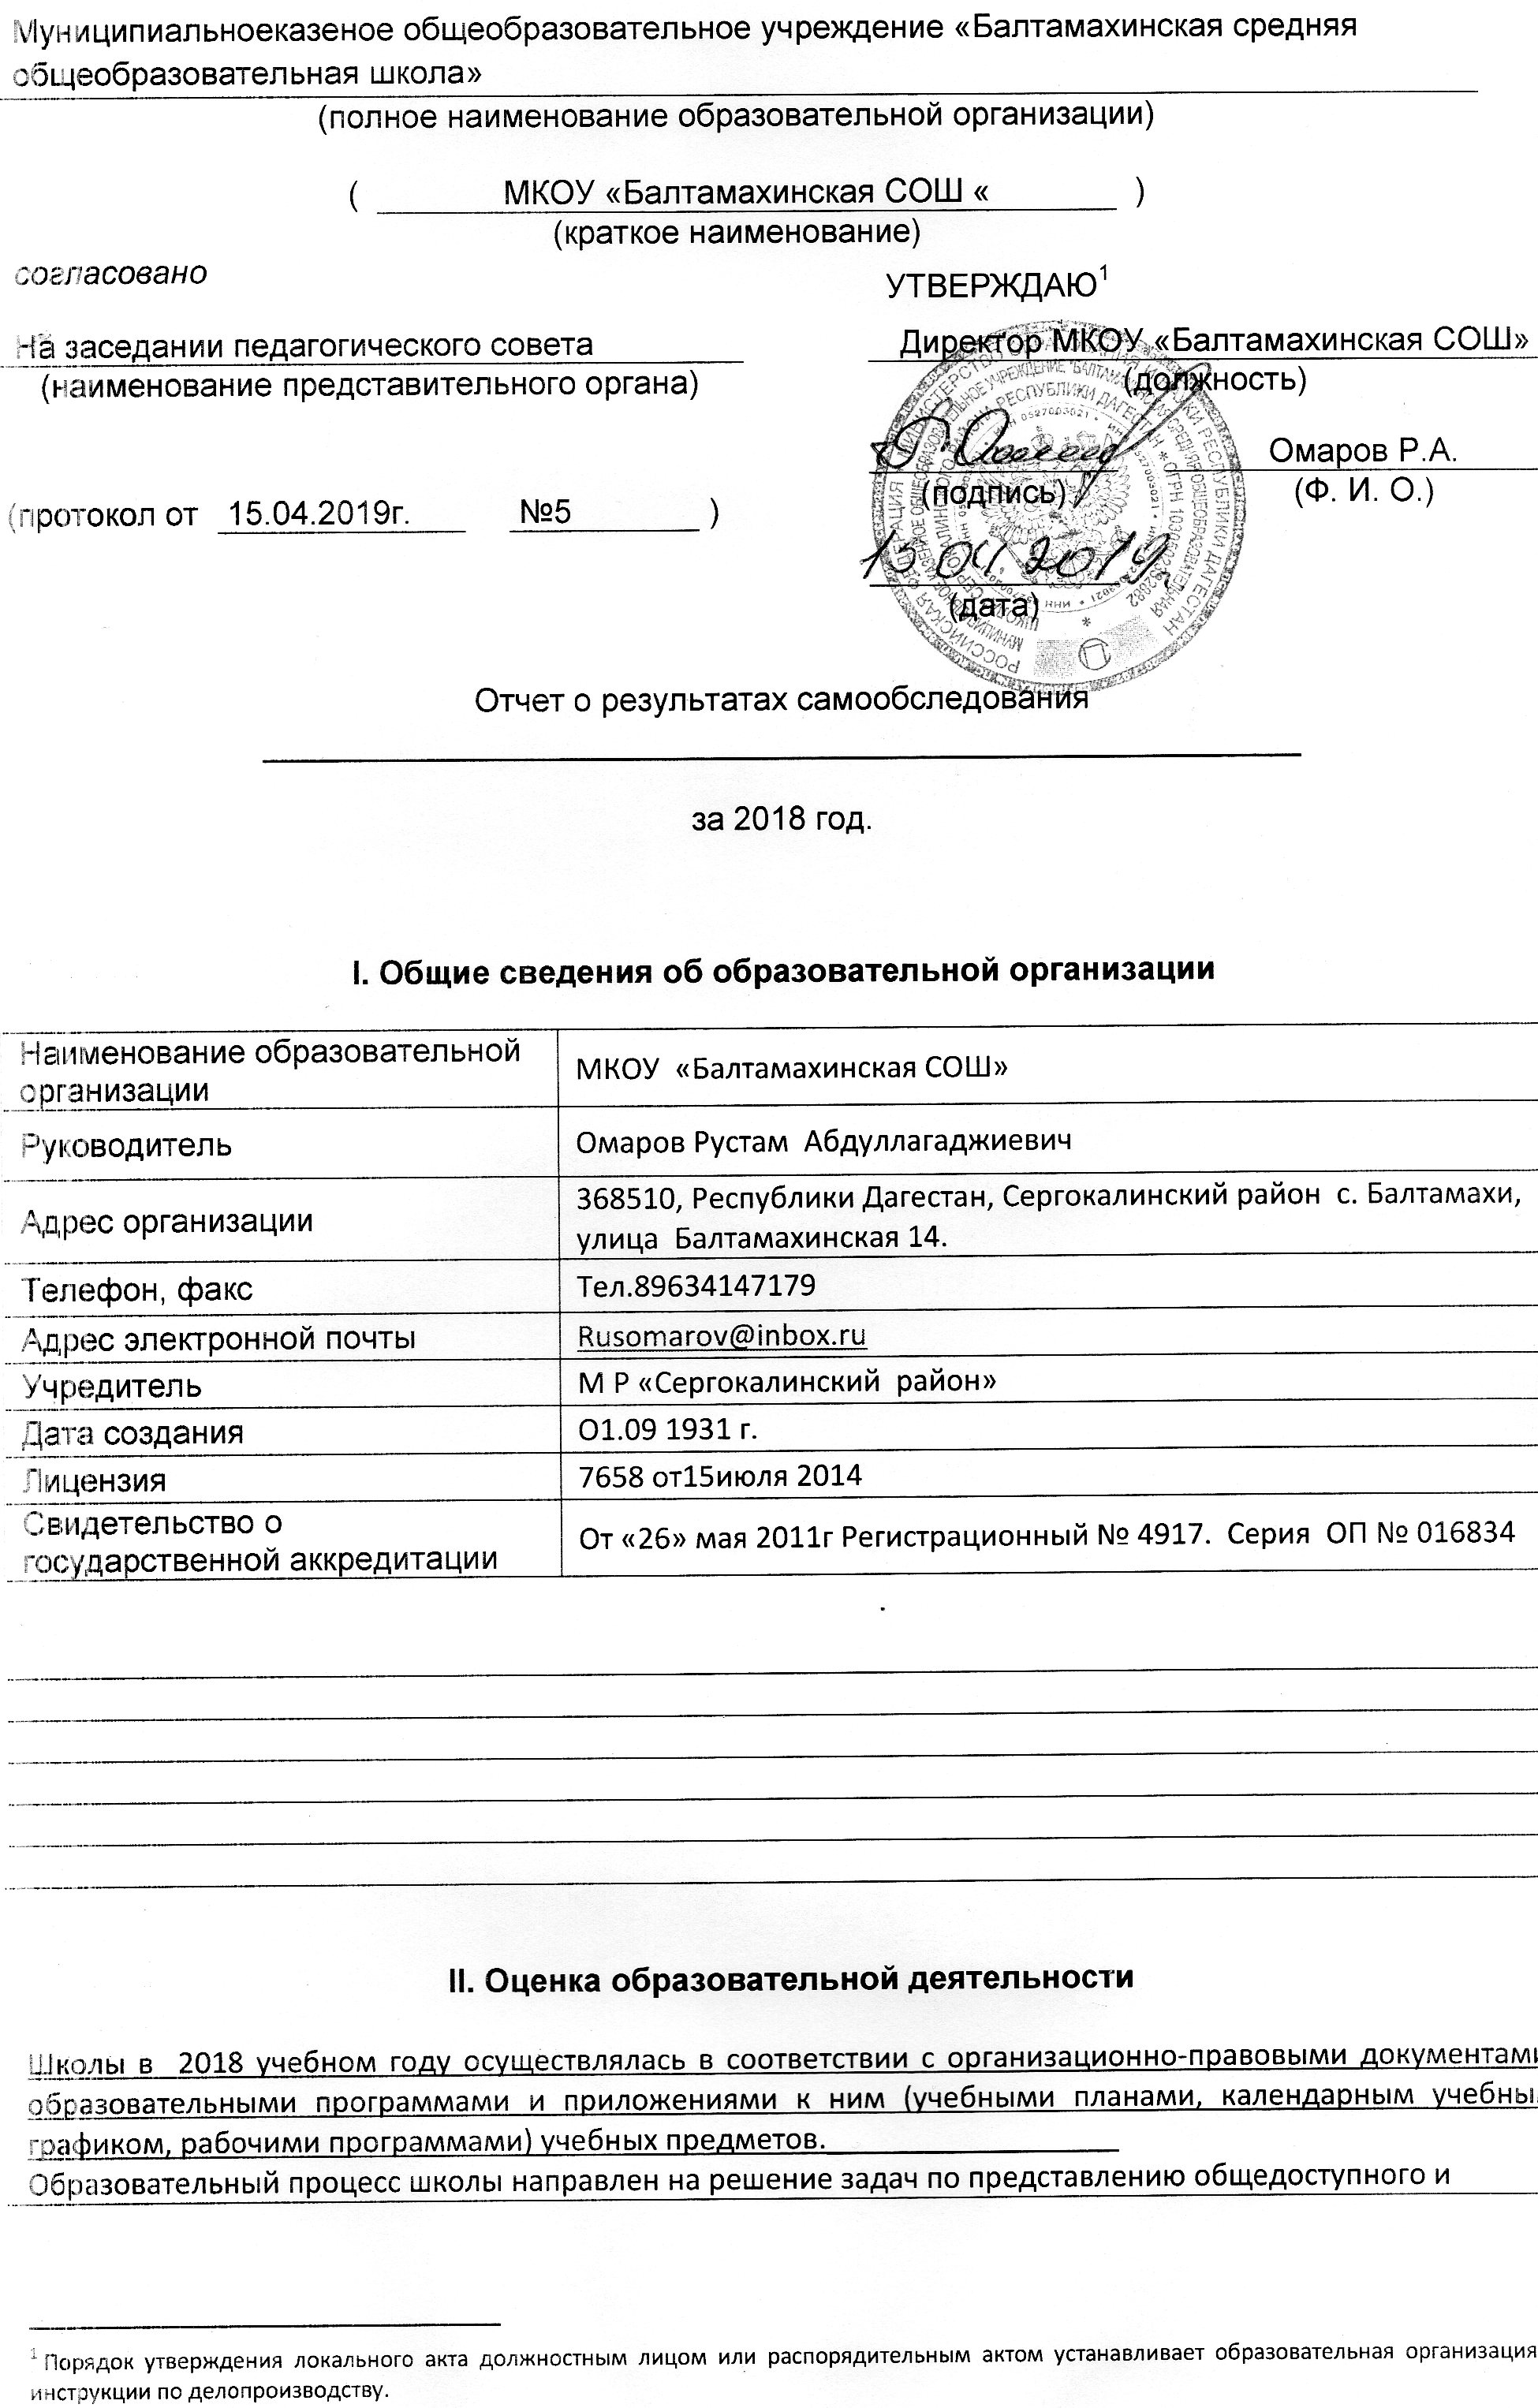 Муниципиальноеказеное общеобразовательное учреждение «Балтамахинская средняя
общеобразовательная школа»
(полное наименование образовательной организации)
( МКОУ «Балтамахинская СОШ « )
(краткое наименование)
согласовано
УТВЕРЖДАЮ1
На заседании педагогического совета
Директор МКОУ «Балтамахинская СОШ»
(наименование представительного органа)
(должность)
Омаров Р.А.
(подпись)
(Ф. И. О.)
(протокол от 15.04.2019г. №5 )
15.04.2019г.
(дата)
Отчет о результатах самообследования
за 2018 год.
I. Общие сведения об образовательной организации
Наименование образовательной
организации
МКОУ «Балтамахинская СОШ»
Руководитель
Омаров Рустам Абдуллагаджиевич
Адрес организации
368510, Республики Дагестан, Сергокалинский район с. Балтамахи,
улица Балтамахинская 14.
Телефон, факс
Тел.89634147179
Адрес электронной почты
Rusomarov@inbox.ru
Учредитель
М Р «Сергокалинский район»
Дата создания
О1.09 1931 г.
Лицензия
7658 от15июля 2014
Свидетельство о
государственной аккредитации
От «26» мая 2011г Регистрационный № 4917. Серия ОП № 016834
II. Оценка образовательной деятельности
Школы в 2018 учебном году осуществлялась в соответствии с организационно-правовыми документами
образовательными программами и приложениями к ним (учебными планами, календарным учебны
графиком, рабочими программами) учебных предметов.
Образовательный процесс школы направлен на решение задач по представлению общедоступного и
1 Порядок утверждения локального акта должностным лицом или распорядительным актом устанавливает образовательная организация
инструкции по делопроизводству.